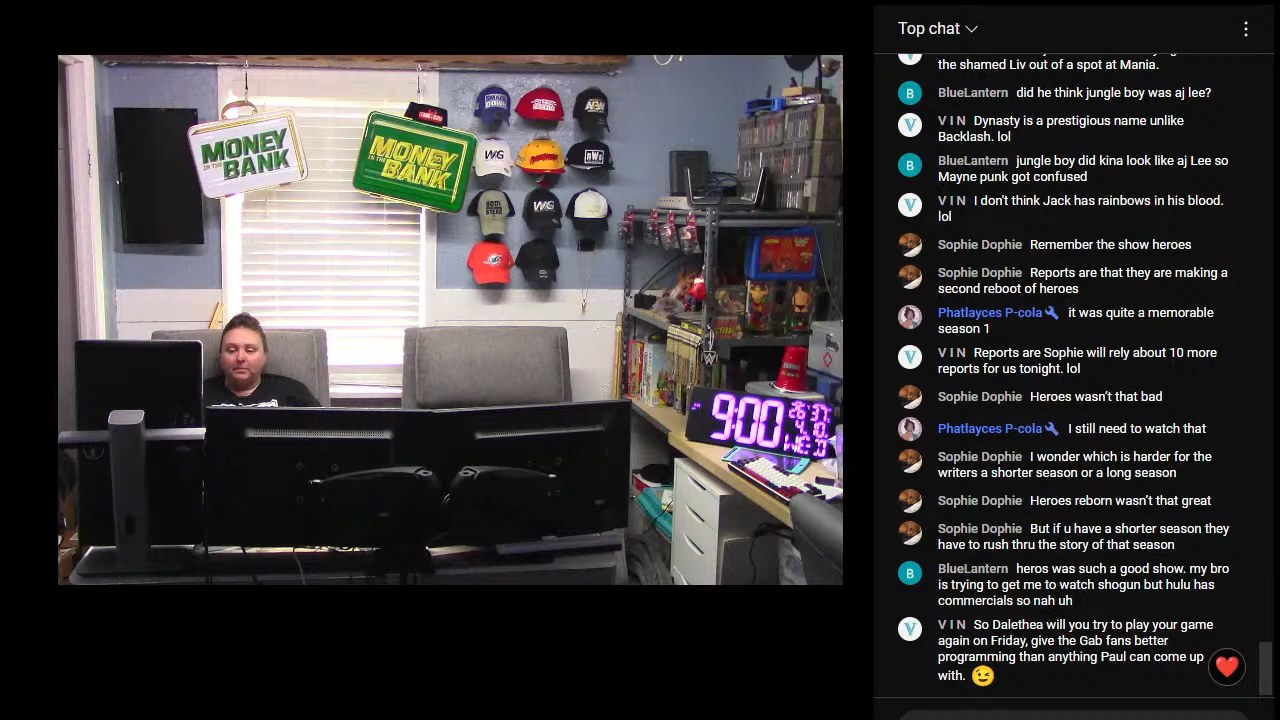 Top chat
the shamed Liv out of a spot at Mania.
BlueLantern did he think jungle boy was aj lee?
V I N Dynasty is a prestigious name unlike
Backlash. lol
BlueLantern jungle boy did kina look like aj Lee so
Mayne punk got confused
V I N I don't think Jack has rainbows in his blood.
lol
Sophie Dophie Remember the show heroes
Sophie Dophie Reports are that they are making a
second reboot of heroes
Phatlayces P-cola it was quite a memorable
season 1
V I N Reports are Sophie will rely about 10 more
reports for us tonight. lol
Sophie Dophie Heroes wasn't that bad
Phatlayces P-cola I still need to watch that
Sophie Dophie I wonder which is harder for the
writers a shorter season or a long season
Sophie Dophie Heroes reborn wasn't that great
Sophie Dophie But if u have a shorter season they
have to rush thru the story of that season
BlueLantern heros was such a good show. my bro
is trying to get me to watch shogun but hulu has
commercials so nah uh
V I N So Dalethea will you try to play your game
again on Friday, give the Gab fans better
programming than anything Paul can come up
with.
MONEY
IN THE
BANK
MONEY
IN THE
BANK
nWo
9:00